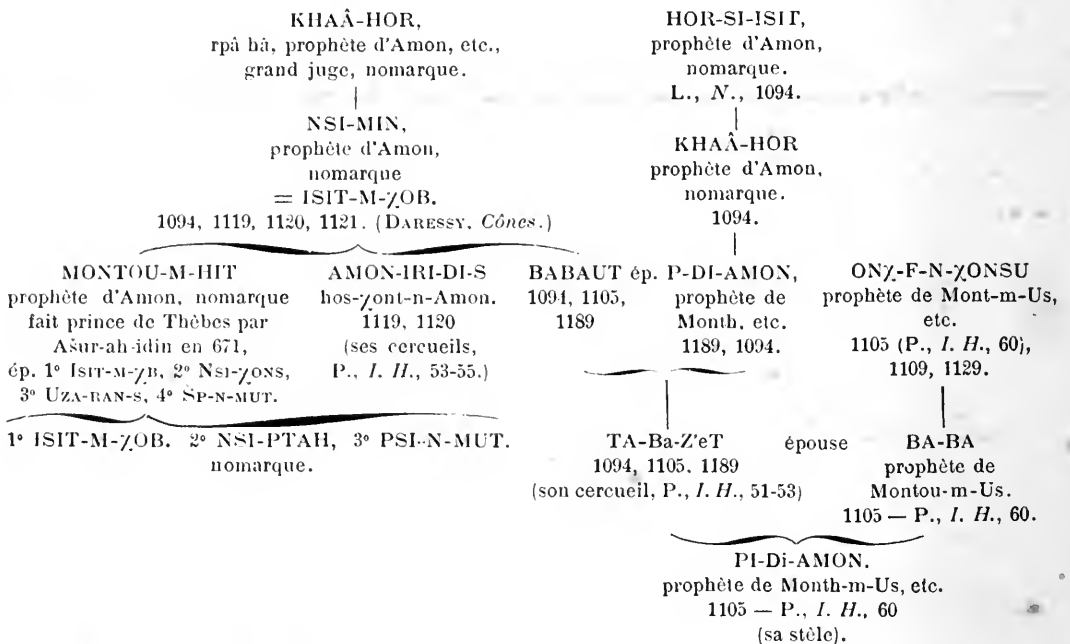 KHAÂ-HOR,
rpâ hâ, prophète d'Amon, etc.,
grand juge, nomarque.
HOR-SI-ISIT,
prophète d'Amon,
nomarque.
L., N., 1094.
NSI-MIN,
prophète d'Amon,
nomarque
= ISIT-M-χOB.
1094, 1119, 1120, 1121. (DARESSY. Cônes.)
KHAÂ-HOR
prophète d'Amon,
nomarque.
1094.
MONTOU-M-HIT
prophète d'Amon, nomarque
fait prince de Thèbes par
Ašur-ah-idin en 671,
ép. 1° ISIT-M-χB, 2° NSI-χONS,
3° UZA-RAN-S, 4° ŠP-N-MUT.
AMON-IRI-DI-S
hos-χont-n-Amon.
1119, 1120
(ses cercueils,
P., I. H., 53-55.)
BABAUT ép. P-DI-AMON,
1094, 1105,
1189
prophète de
Month, etc.
1189, 1094.
ONχ-F-N-χONSU
prophète de Mont-m-Us,
etc.
1105 (P., I. H., 60),
1109, 1129.
1° ISIT-M-χOB. 2° NSI-PTAH, 3° PSI-N-MUT.
nomarque.
TA-Ba-Z'eT épouse BA-BA
1094, 1105. 1189
(son cercueil, P., I. H., 51-53)
prophète de
Montou-m-Us.
1105 — P., I. H., 60.
PI-Di-AMON.
prophète de Month-m-Us, etc.
1105 — P., I. H., 60
(sa stèle).